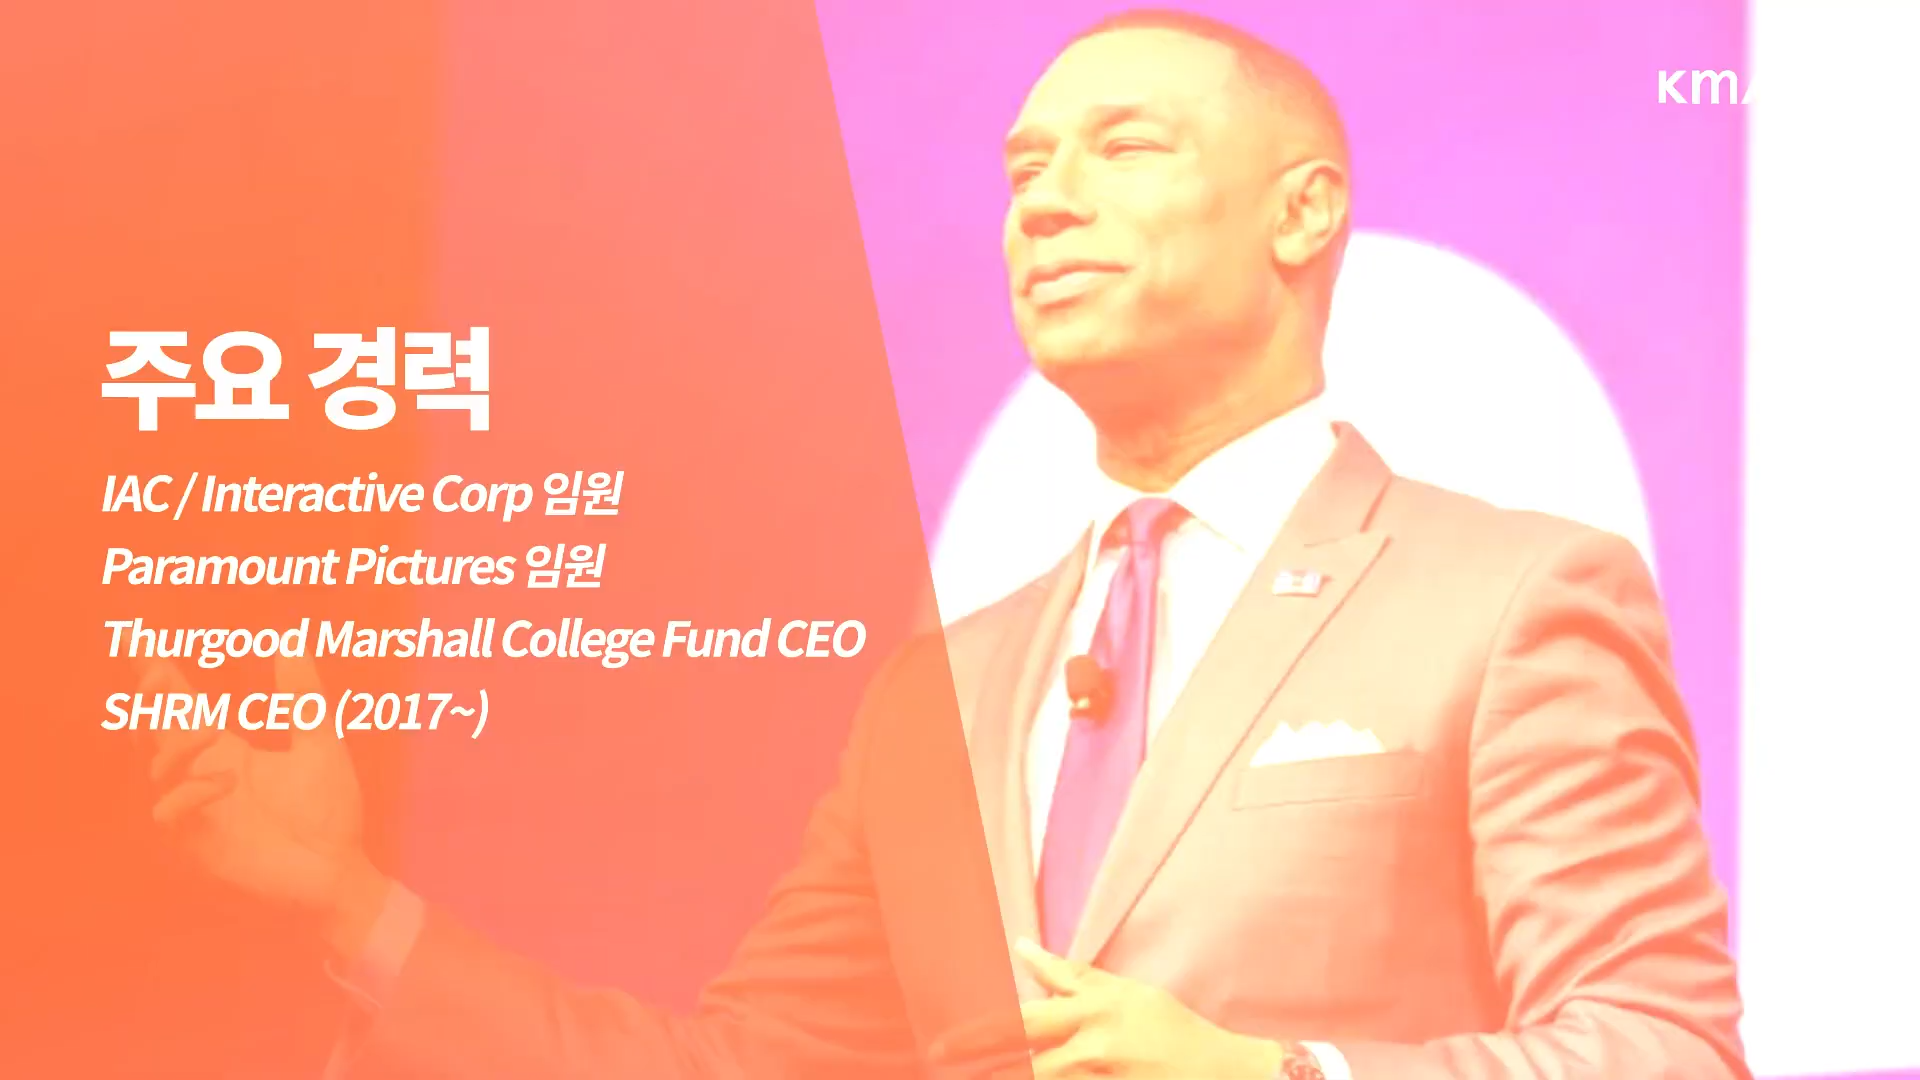 km
주요 경력
IAC / Interactive Corp 임원
Paramount Pictures 임원
Thurgood Marshall College Fund CEO
SHRM CEO (2017~)